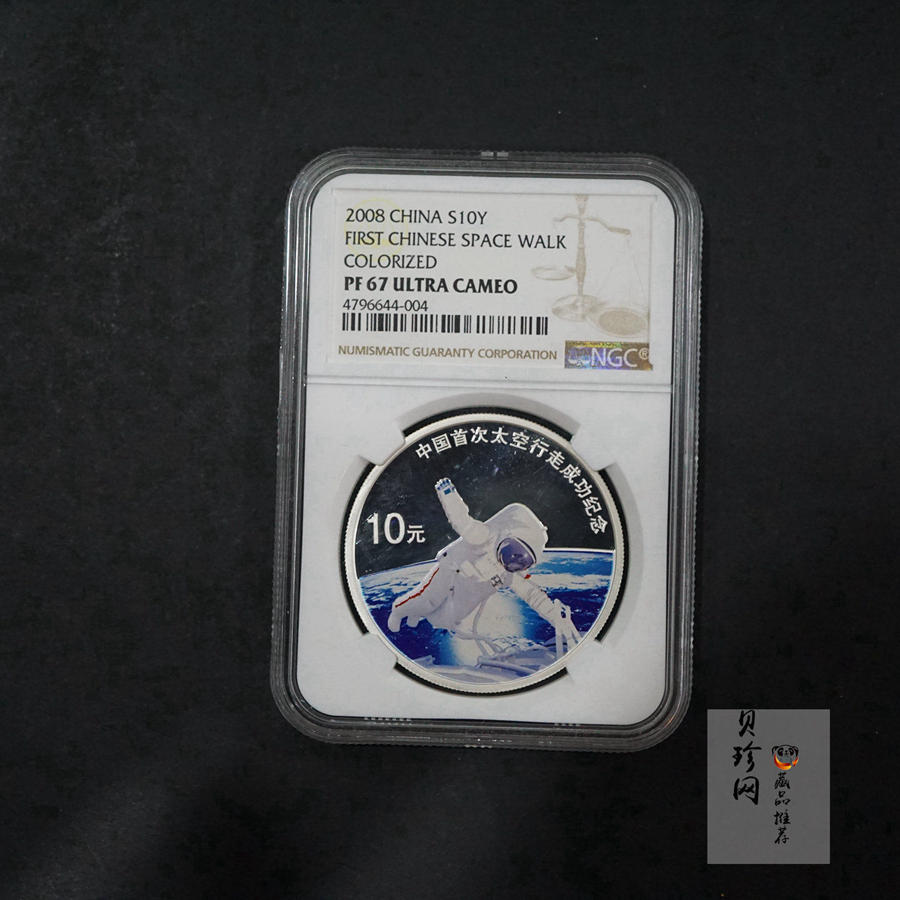 2008 CHINA S10Y
FIRST CHINESE SPACE WALK
COLORIZED
PF 67 ULTRA CAMEO
4796644-004
NUMISMATIC GUARANTY CORPORATION
NGC®
中国首次太空行走成功纪念
10元
贝珍网
藏品推荐